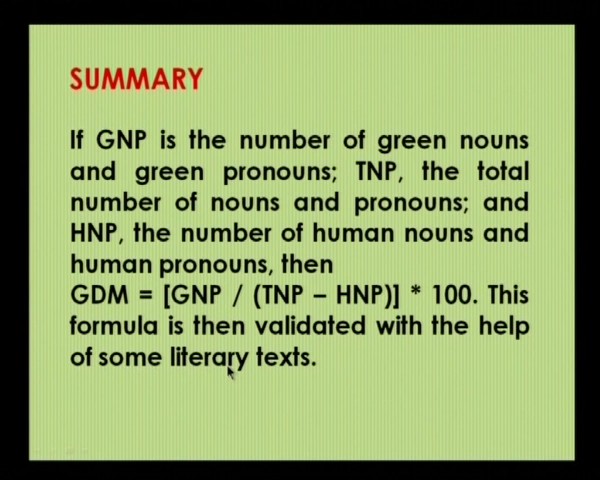 SUMMARY
If GNP is the number of green nouns
and green pronouns; TNP, the total
number of nouns and pronouns; and
HNP, the number of human nouns and
human pronouns, then
GDM = [GNP / (TNP – HNP)] * 100. This
formula is then validated with the help
of some literary texts.